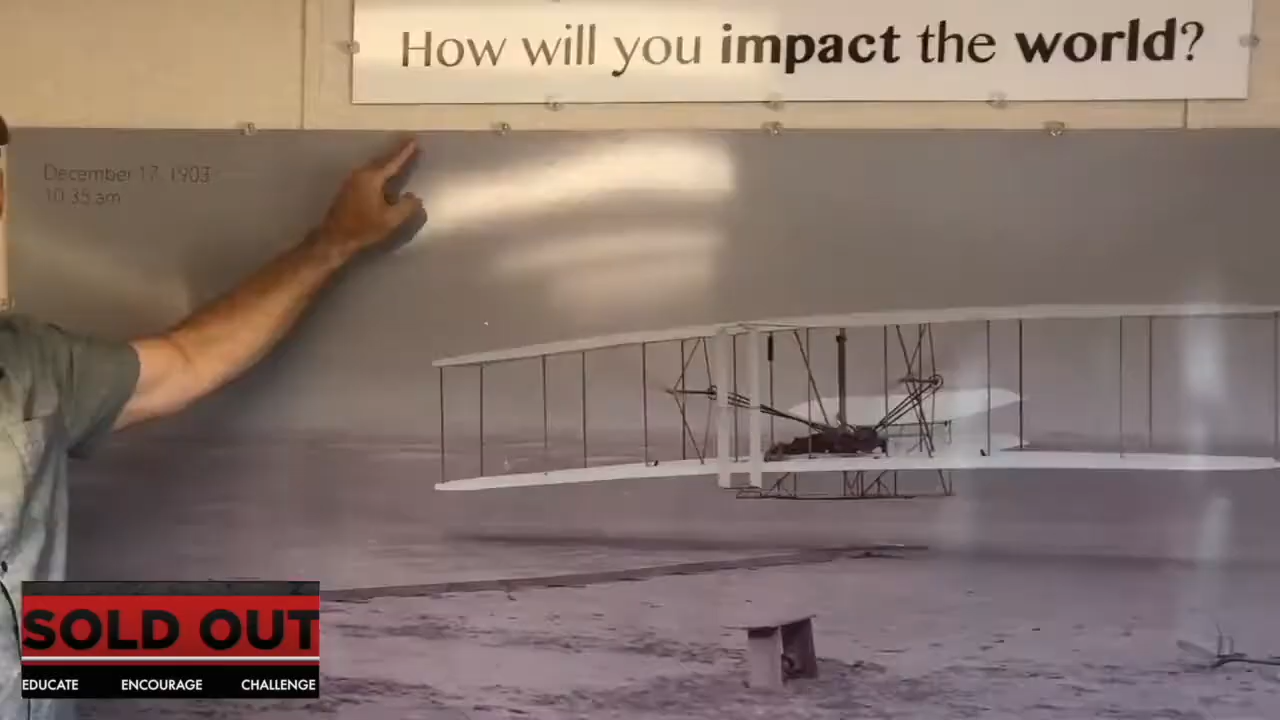 How will you impact the world?
December 17, 1903
10:35 am
SOLD OUT
EDUCATE ENCOURAGE CHALLENGE